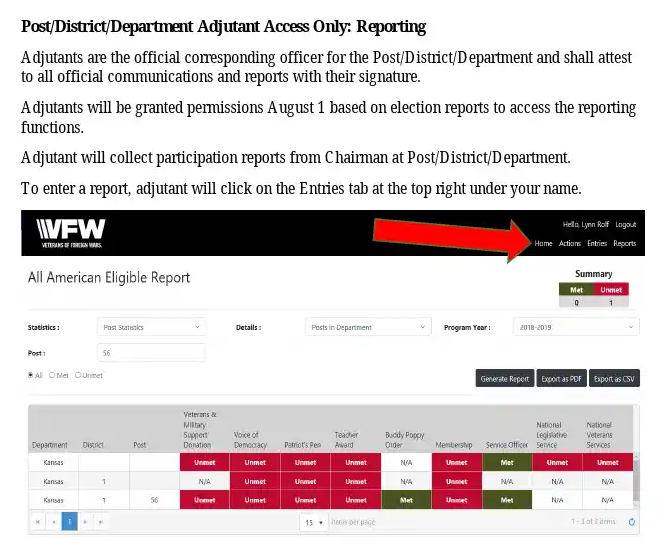 Post/District/Department Adjutant Access Only: Reporting
Adjutants are the official corresponding officer for the Post/District/Department and shall attest
to all official communications and reports with their signature.
Adjutants will be granted permissions August 1 based on election reports to access the reporting
functions.
Adjutant will collect participation reports from Chairman at Post/District/Department.
To enter a report, adjutant will click on the Entries tab at the top right under your name.
VFW
VETERANS OF FOREIGN WARS.
Hello, Lynn Rolf Logout
Home Actions Entries Reports
All American Eligible Report
Summary
Met Unmet
0 1
Statistics : Post Statistics Details : Posts in Department Program Year : 2018-2019
Post : 56
All Met Unmet
Generate Report Export as PDF Export as CSV
Department District Post Veterans & Military Support Donation Voice of Democracy Patriot's Pen Teacher Award Buddy Poppy Order Membership Service Officer National Legislative Service National Veterans Services
Kansas Unmet Unmet Unmet Unmet N/A Unmet Met Unmet Unmet
Kansas 1 N/A Unmet Unmet Unmet N/A Unmet N/A N/A N/A
Kansas 1 56 Unmet Unmet Unmet Unmet Met Unmet Met N/A N/A
1 15 items per page 1 - 3 of 3 items